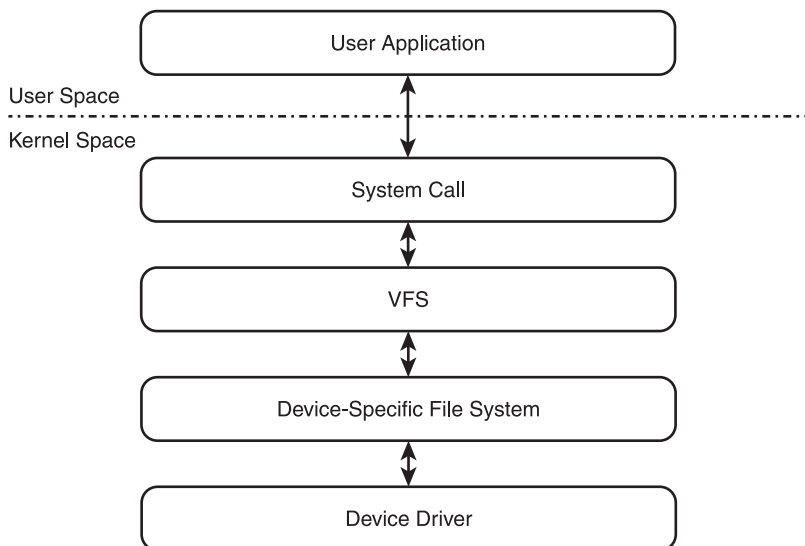 User Application
User Space
Kernel Space
System Call
VFS
Device-Specific File System
Device Driver